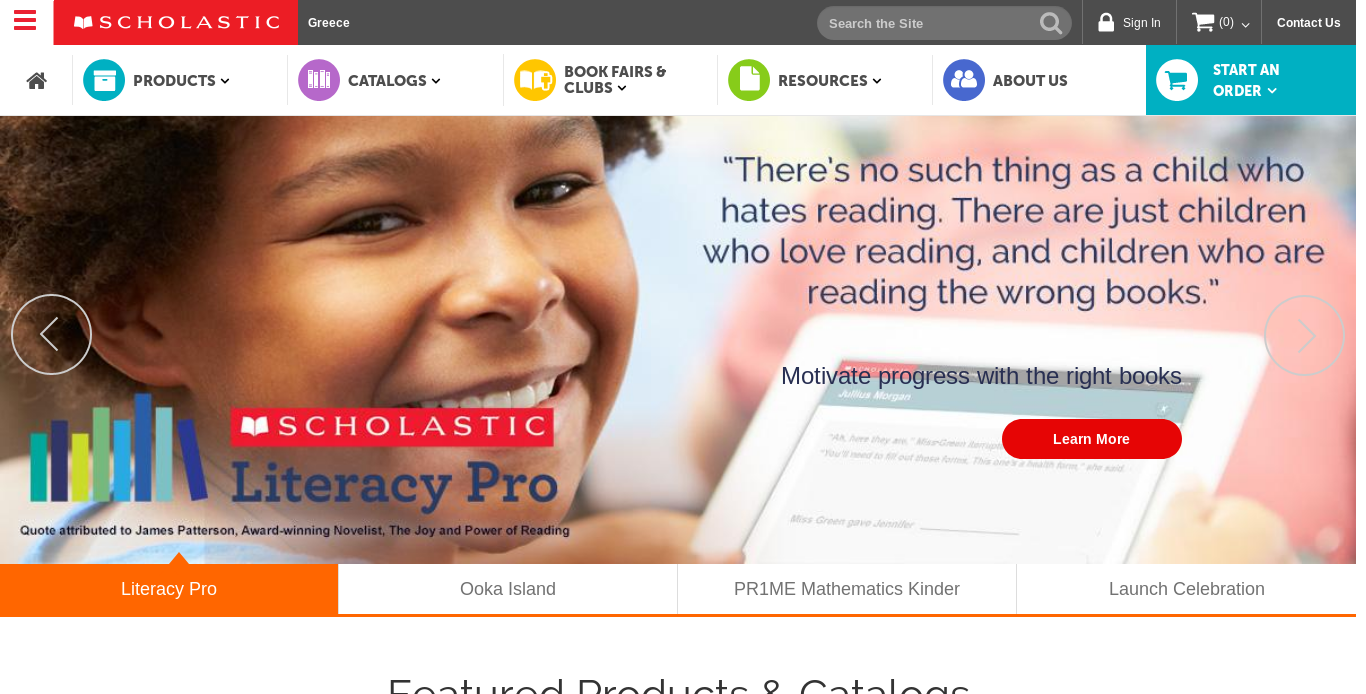 SCHOLASTIC
Greece
Search the Site
Sign In
(0)
Contact Us
PRODUCTS
CATALOGS
BOOK FAIRS &
CLUBS
RESOURCES
ABOUT US
START AN
ORDER
“There’s no such thing as a child who
hates reading. There are just children
who love reading, and children who are
reading the wrong books.”
Motivate progress with the right books
Jullius Morgan
Learn More
"Ah, here they are," Miss Green
"You'll need to fill out these forms. This one's a health form," she said.
Miss Green gave Jennifer
SCHOLASTIC
Literacy Pro
Quote attributed to James Patterson, Award-winning Novelist, The Joy and Power of Reading
Literacy Pro
Ooka Island
PR1ME Mathematics Kinder
Launch Celebration
Featured Products & Catalogs